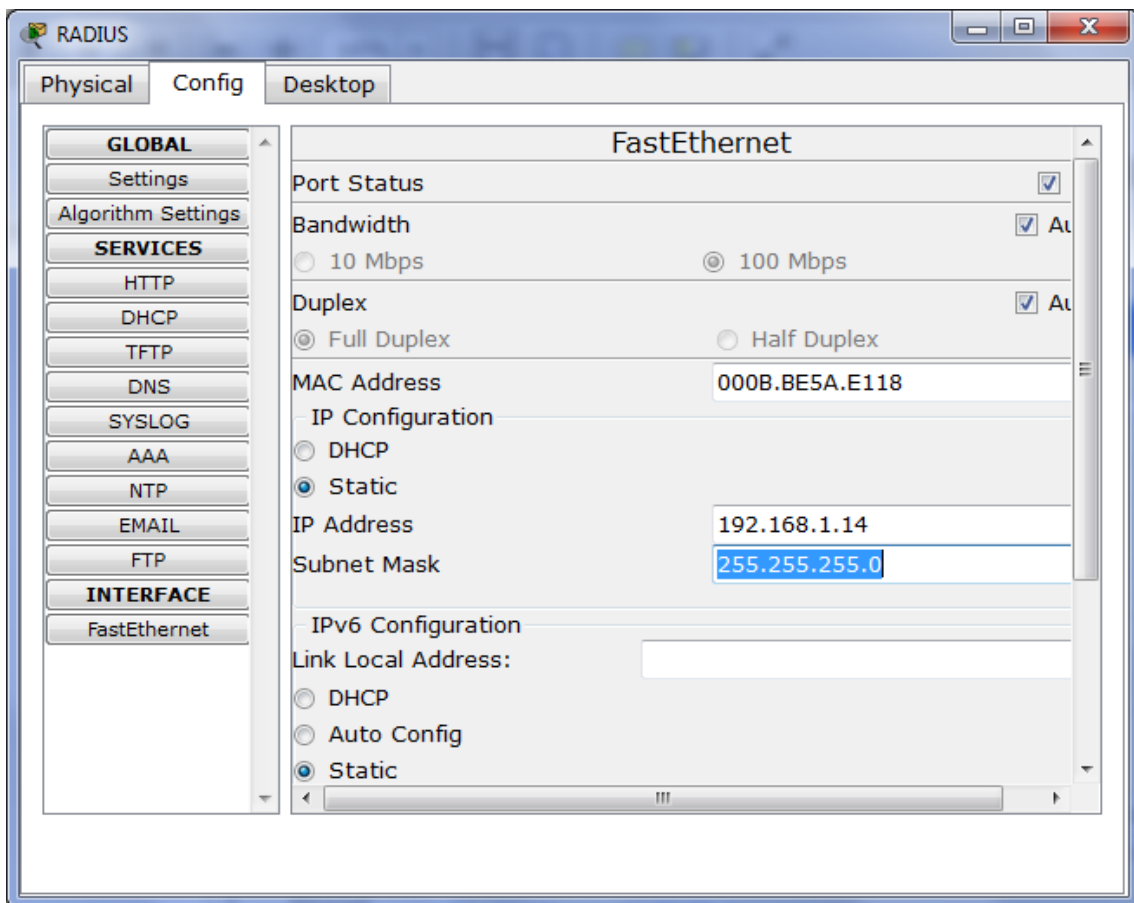 RADIUS
Physical Config Desktop
GLOBAL
Settings
Algorithm Settings
SERVICES
HTTP
DHCP
TFTP
DNS
SYSLOG
AAA
NTP
EMAIL
FTP
INTERFACE
FastEthernet
FastEthernet
Port Status
Bandwidth Au
10 Mbps 100 Mbps
Duplex Au
Full Duplex Half Duplex
MAC Address 000B.BE5A.E118
IP Configuration
DHCP
Static
IP Address 192.168.1.14
Subnet Mask 255.255.255.0
IPv6 Configuration
Link Local Address:
DHCP
Auto Config
Static